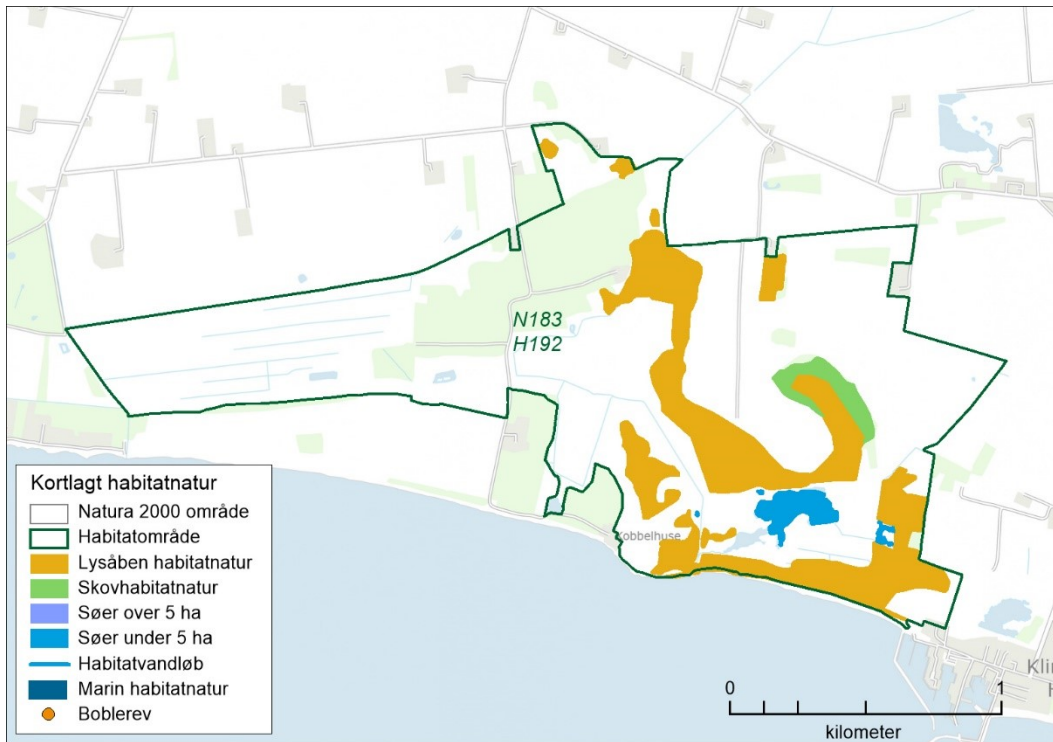 N183
H192
Kobbelhuse
Kortlagt habitatnatur
Natura 2000 område
Habitatområde
Lysåben habitatnatur
Skovhabitatnatur
Søer over 5 ha
Søer under 5 ha
Habitatvandløb
Marin habitatnatur
Boblerev
0 1
kilometer
Klin
H